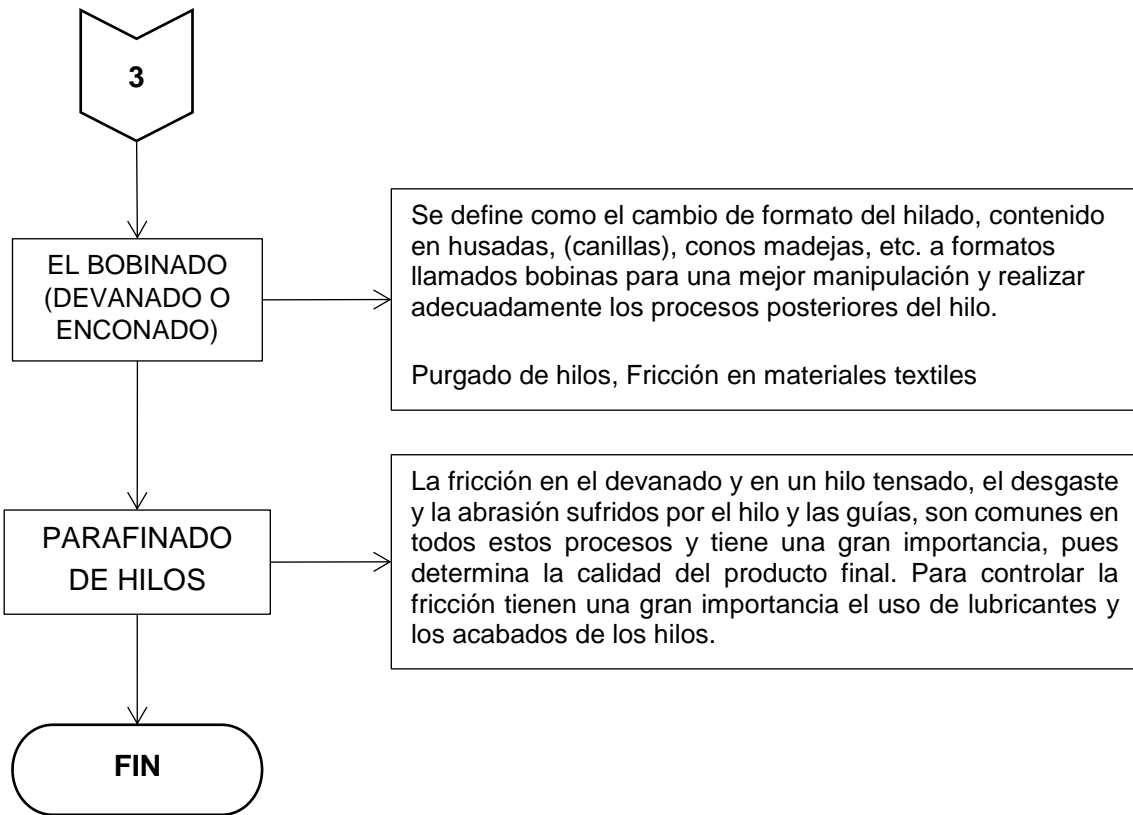 3
EL BOBINADO
(DEVANADO O
ENCONADO)
Se define como el cambio de formato del hilado, contenido
en husadas, (canillas), conos madejas, etc. a formatos
llamados bobinas para una mejor manipulación y realizar
adecuadamente los procesos posteriores del hilo.
Purgado de hilos, Fricción en materiales textiles
PARAFINADO
DE HILOS
La fricción en el devanado y en un hilo tensado, el desgaste
y la abrasión sufridos por el hilo y las guías, son comunes en
todos estos procesos y tiene una gran importancia, pues
determina la calidad del producto final. Para controlar la
fricción tienen una gran importancia el uso de lubricantes y
los acabados de los hilos.
FIN